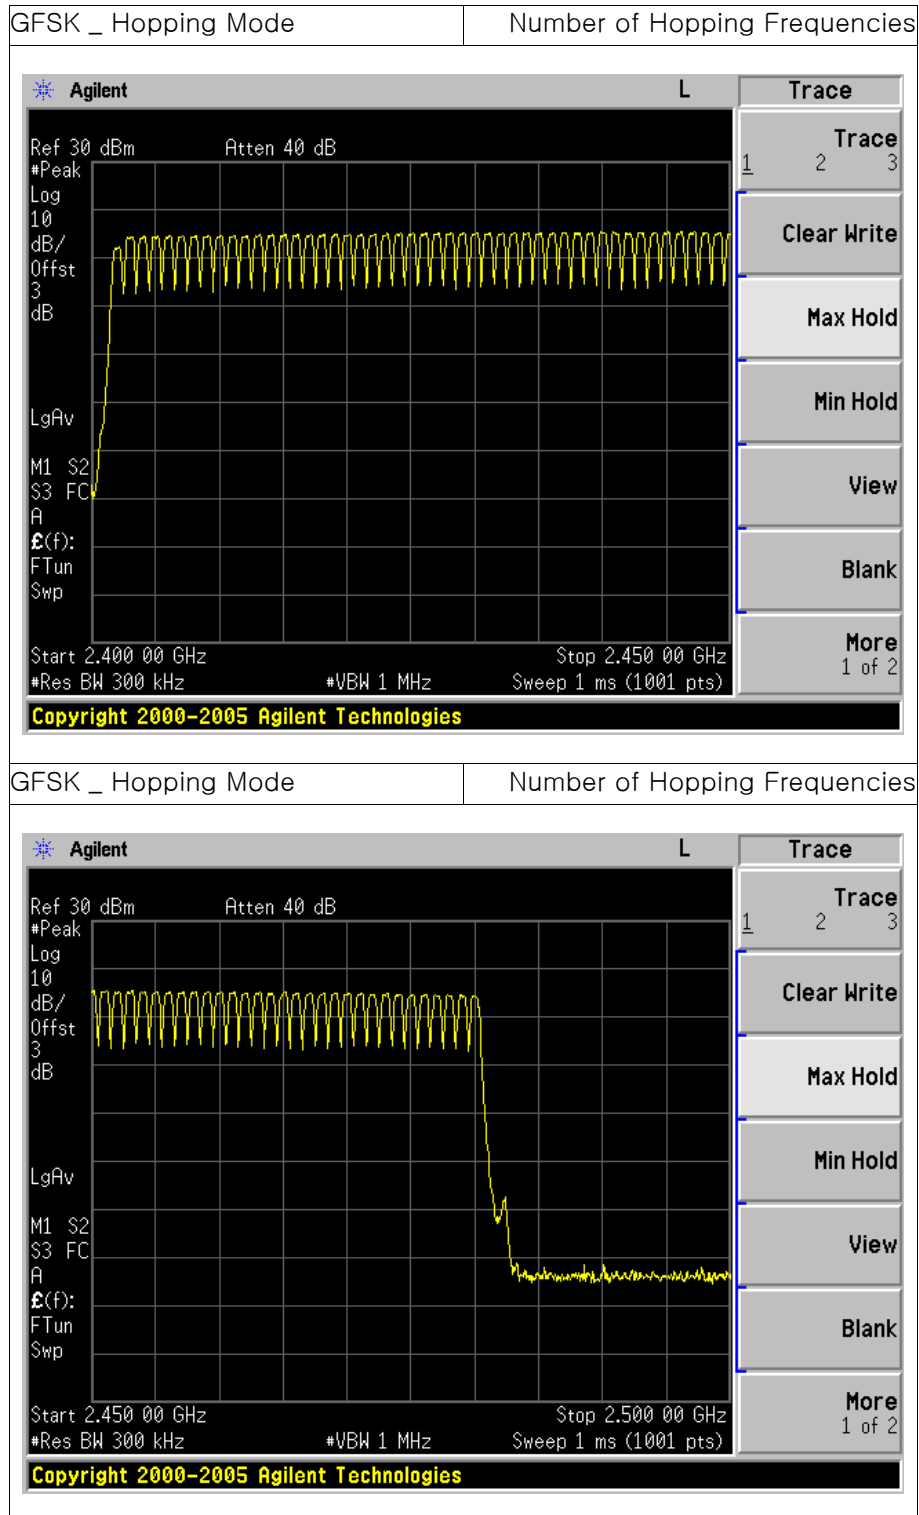 GFSK _ Hopping Mode Number of Hopping Frequencies
Agilent L Trace
Ref 30 dBm Atten 40 dB
#Peak
Log
10
dB/
Offst
3
dB
LgAv
M1 S2
S3 FC
A
£(f):
FTun
Swp
Start 2.400 00 GHz Stop 2.450 00 GHz
#Res BW 300 kHz #VBW 1 MHz Sweep 1 ms (1001 pts)
Copyright 2000-2005 Agilent Technologies
Trace
1 2 3
Clear Write
Max Hold
Min Hold
View
Blank
More
1 of 2
GFSK _ Hopping Mode Number of Hopping Frequencies
Agilent L Trace
Ref 30 dBm Atten 40 dB
#Peak
Log
10
dB/
Offst
3
dB
LgAv
M1 S2
S3 FC
A
£(f):
FTun
Swp
Start 2.450 00 GHz Stop 2.500 00 GHz
#Res BW 300 kHz #VBW 1 MHz Sweep 1 ms (1001 pts)
Copyright 2000-2005 Agilent Technologies
Trace
1 2 3
Clear Write
Max Hold
Min Hold
View
Blank
More
1 of 2